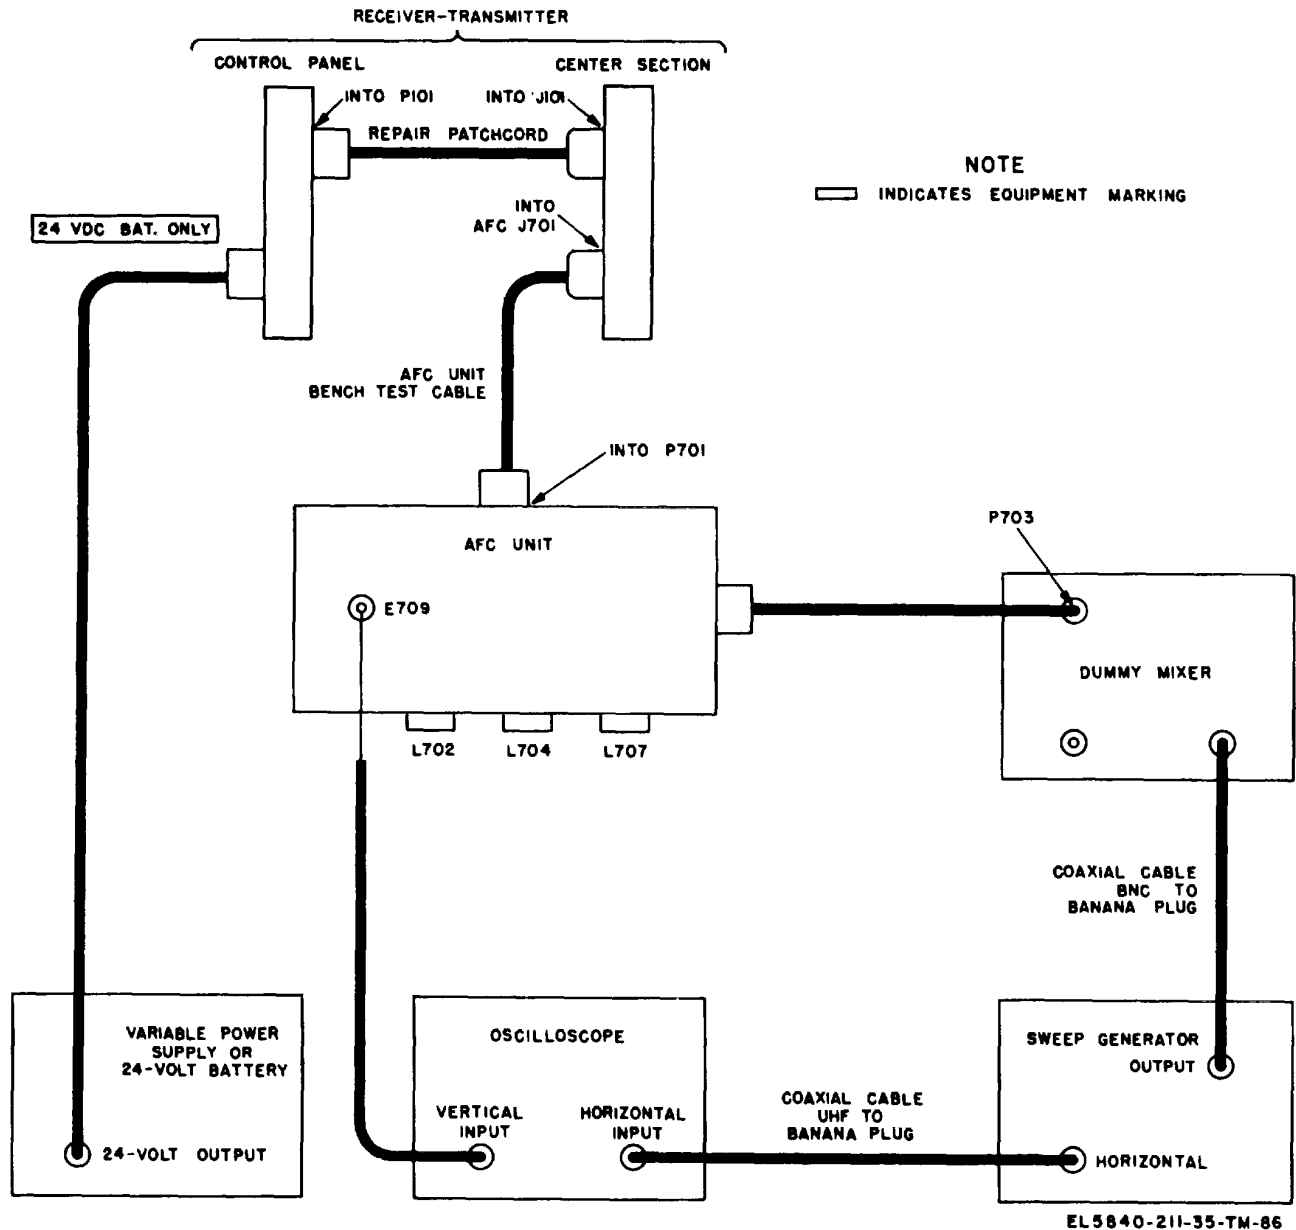 RECEIVER-TRANSMITTER
CONTROL PANEL
CENTER SECTION
INTO P101
INTO J101
REPAIR PATCHCORD
NOTE
INDICATES EQUIPMENT MARKING
INTO
AFC J701
24 VDC BAT. ONLY
AFC UNIT
BENCH TEST CABLE
INTO P701
AFC UNIT
P703
E709
DUMMY MIXER
L702
L704
L707
COAXIAL CABLE
BNC TO
BANANA PLUG
VARIABLE POWER
SUPPLY OR
24-VOLT BATTERY
OSCILLOSCOPE
SWEEP GENERATOR
OUTPUT
VERTICAL
INPUT
HORIZONTAL
INPUT
COAXIAL CABLE
UHF TO
BANANA PLUG
24-VOLT OUTPUT
HORIZONTAL
EL5840-211-35-TM-86